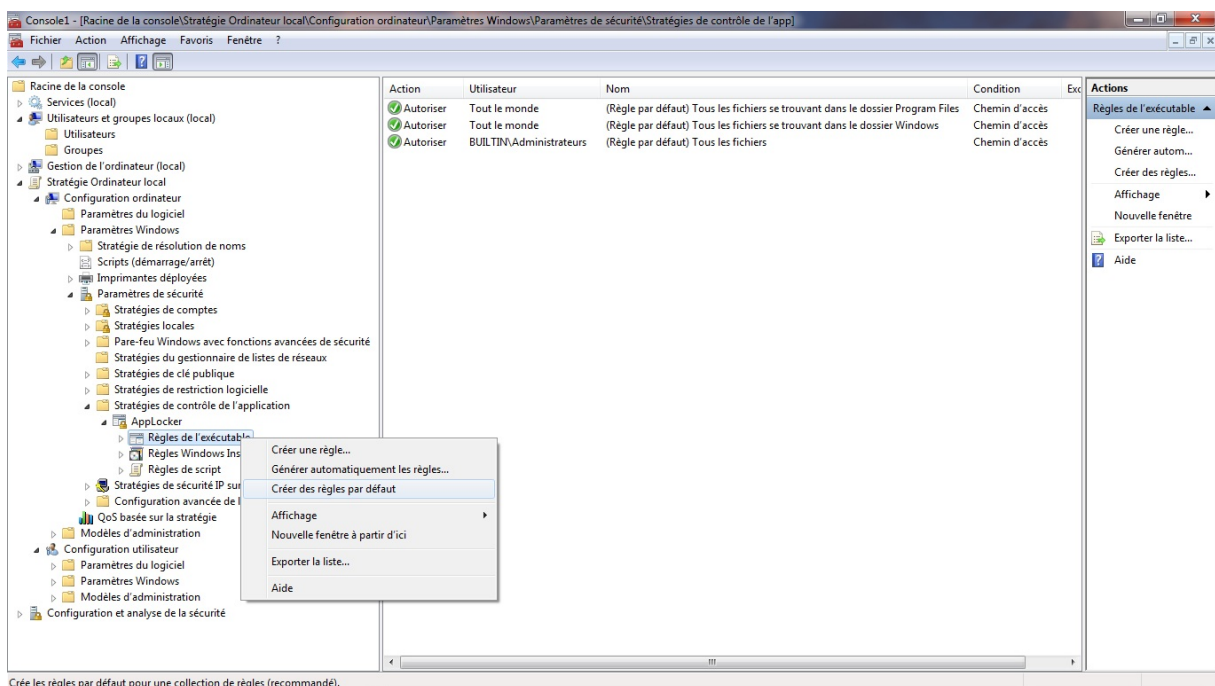 Console1 - [Racine de la console\Stratégie Ordinateur local\Configuration ordinateur\Paramètres Windows\Paramètres de sécurité\Stratégies de contrôle de l'app]
Fichier Action Affichage Favoris Fenêtre ?
Racine de la console
Services (local)
Utilisateurs et groupes locaux (local)
Utilisateurs
Groupes
Gestion de l'ordinateur (local)
Stratégie Ordinateur local
Configuration ordinateur
Paramètres du logiciel
Paramètres Windows
Stratégie de résolution de noms
Scripts (démarrage/arrêt)
Imprimantes déployées
Paramètres de sécurité
Stratégies de comptes
Stratégies locales
Pare-feu Windows avec fonctions avancées de sécurité
Stratégies du gestionnaire de listes de réseaux
Stratégies de clé publique
Stratégies de restriction logicielle
Stratégies de contrôle de l'application
AppLocker
Règles de l'exécutable
Règles Windows Ins
Règles de script
Stratégies de sécurité IP sur
Configuration avancée de l
QoS basée sur la stratégie
Modèles d'administration
Configuration utilisateur
Paramètres du logiciel
Paramètres Windows
Modèles d'administration
Configuration et analyse de la sécurité
Action Utilisateur Nom Condition Exc
Autoriser Tout le monde (Règle par défaut) Tous les fichiers se trouvant dans le dossier Program Files Chemin d'accès
Autoriser Tout le monde (Règle par défaut) Tous les fichiers se trouvant dans le dossier Windows Chemin d'accès
Autoriser BUILTIN\Administrateurs (Règle par défaut) Tous les fichiers Chemin d'accès
Créer une règle...
Générer automatiquement les règles...
Créer des règles par défaut
Affichage
Nouvelle fenêtre à partir d'ici
Exporter la liste...
Aide
Actions
Règles de l'exécutable
Créer une règle...
Générer autom...
Créer des règles...
Affichage
Nouvelle fenêtre
Exporter la liste...
Aide
Crée les règles par défaut pour une collection de règles (recommandé).